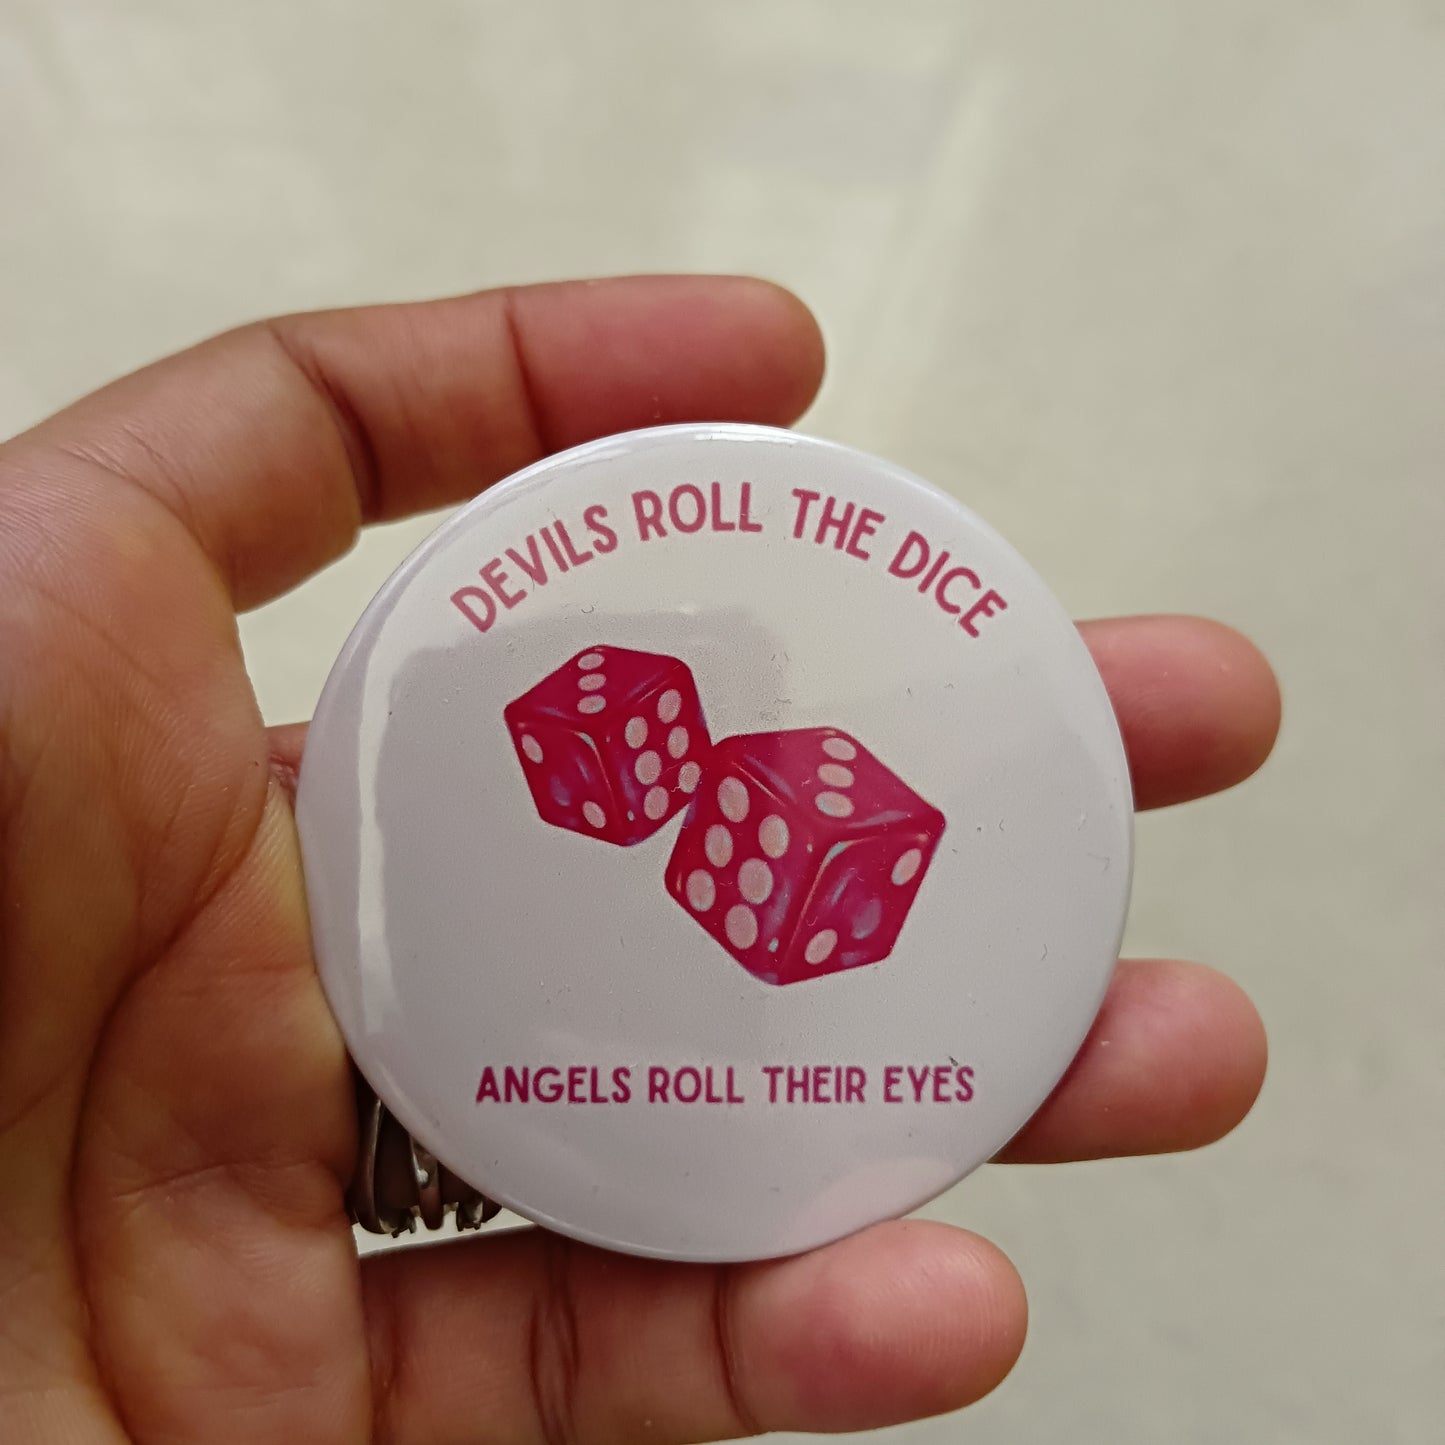 DEVILS ROLL THE DICE
ANGELS ROLL THEIR EYES